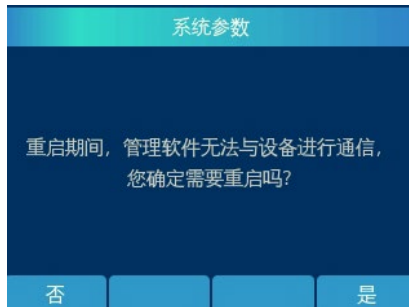 系统参数
重启期间，管理软件无法与设备进行通信，
您确定需要重启吗?
否
是